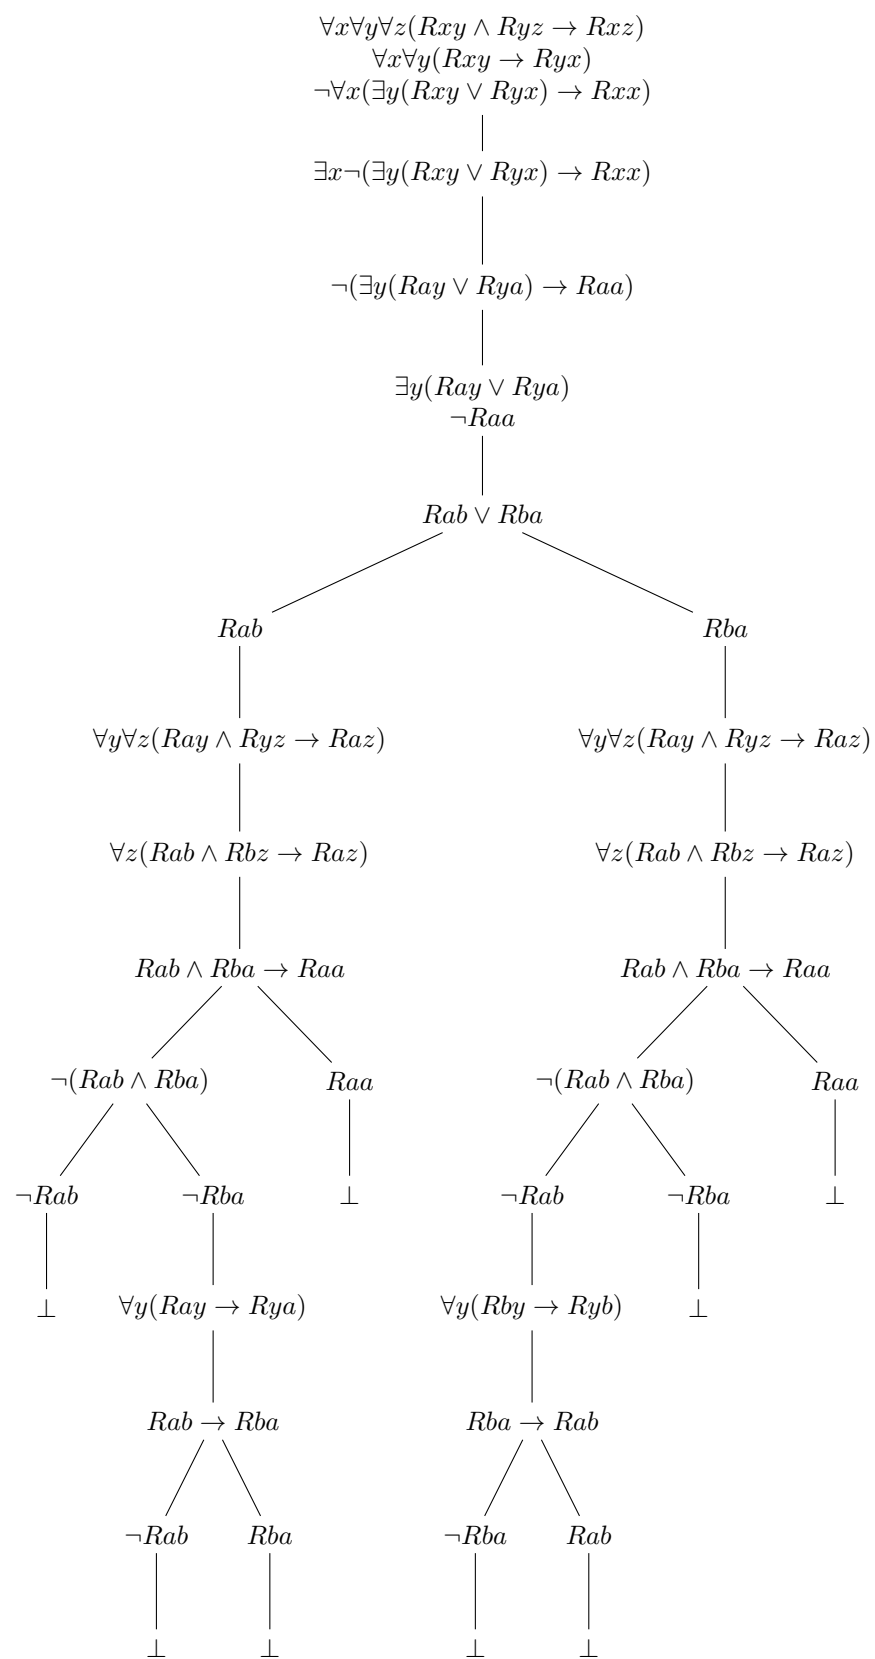 ∀x∀y∀z(Rxy ∧ Ryz → Rxz)
∀x∀y(Rxy → Ryx)
¬∀x(∃y(Rxy ∨ Ryx) → Rxx)
∃x¬(∃y(Rxy ∨ Ryx) → Rxx)
¬(∃y(Ray ∨ Rya) → Raa)
∃y(Ray ∨ Rya)
¬Raa
Rab ∨ Rba
Rab Rba
∀y∀z(Ray ∧ Ryz → Raz) ∀y∀z(Ray ∧ Ryz → Raz)
∀z(Rab ∧ Rbz → Raz) ∀z(Rab ∧ Rbz → Raz)
Rab ∧ Rba → Raa Rab ∧ Rba → Raa
¬(Rab ∧ Rba) Raa ¬(Rab ∧ Rba) Raa
¬Rab ¬Rba ⊥ ¬Rab ¬Rba ⊥
⊥ ∀y(Ray → Rya) ∀y(Rby → Ryb) ⊥
Rab → Rba Rba → Rab
¬Rab Rba ¬Rba Rab
⊥ ⊥ ⊥ ⊥